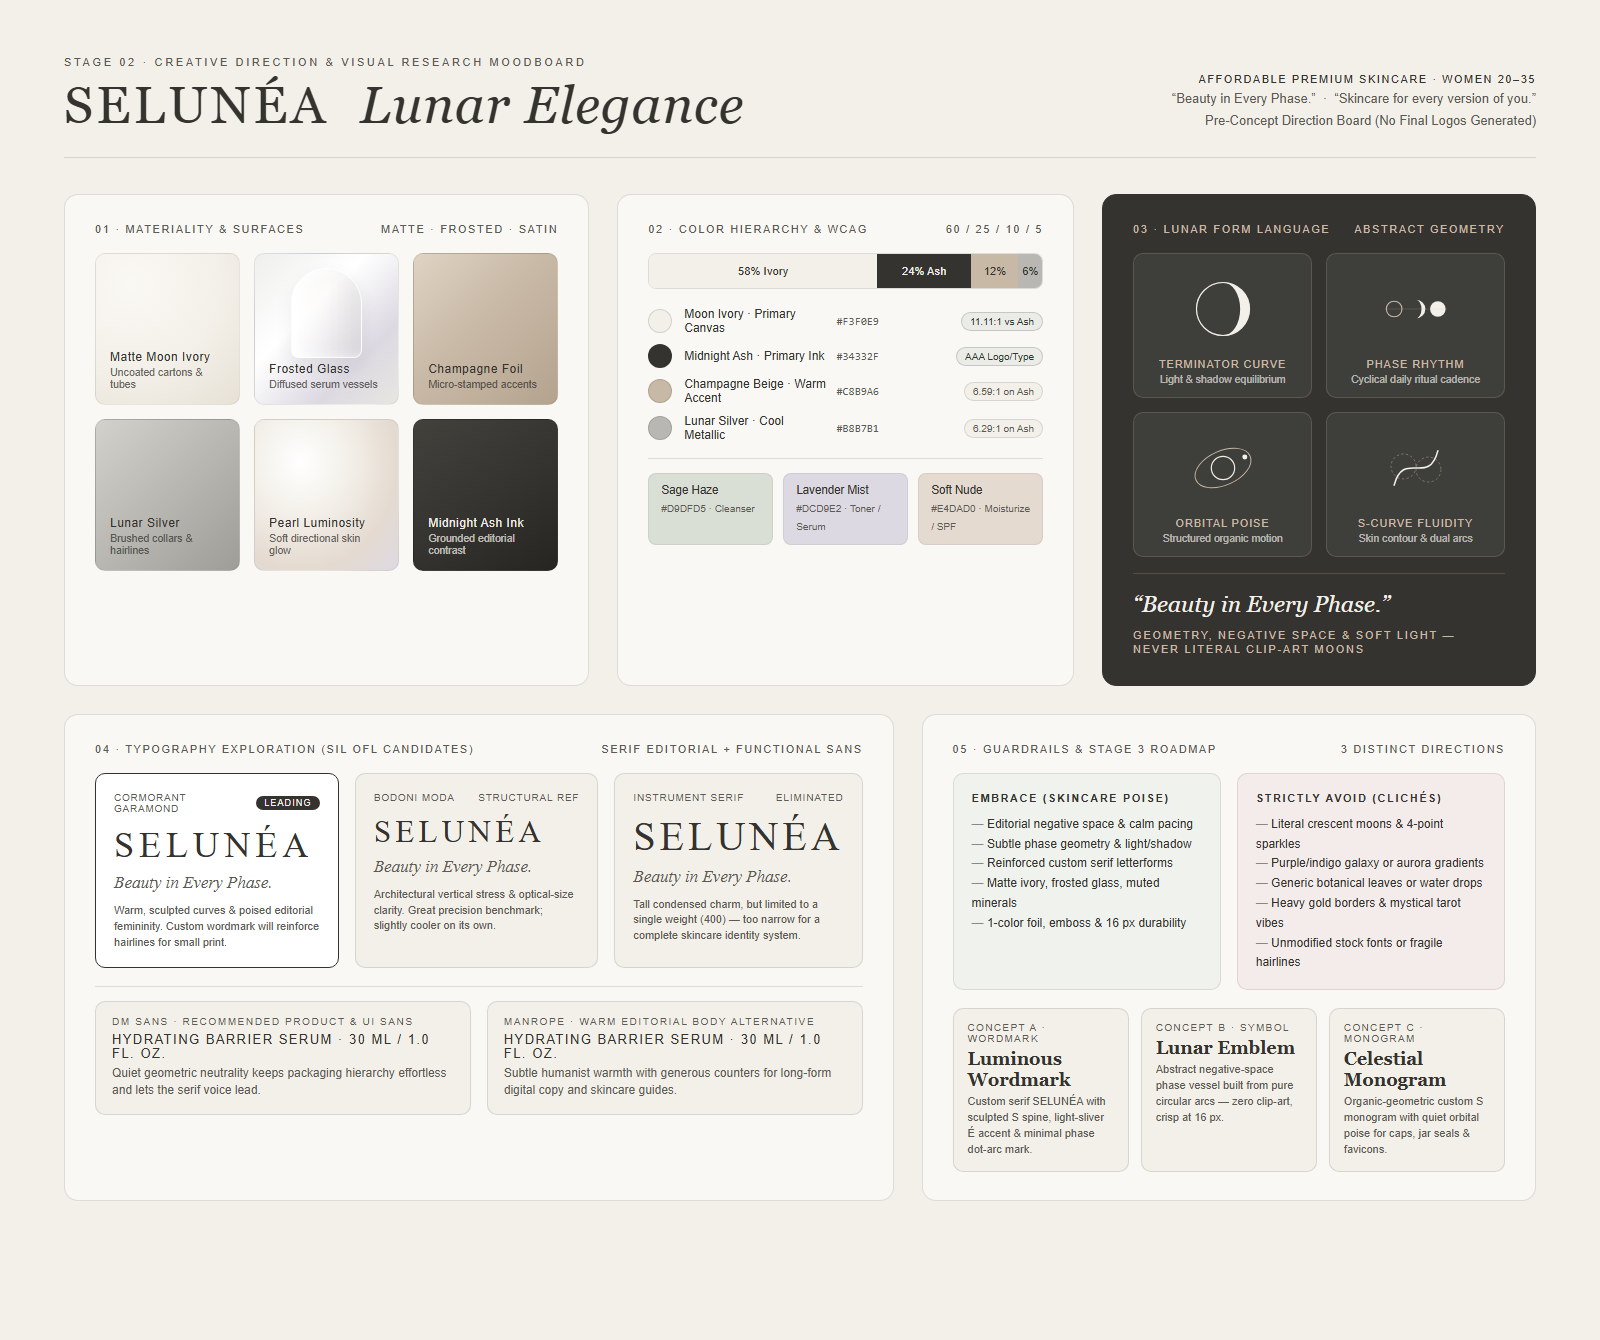 STAGE 02 · CREATIVE DIRECTION & VISUAL RESEARCH MOODBOARD
SELUNÉA Lunar Elegance
AFFORDABLE PREMIUM SKINCARE · WOMEN 20–35
“Beauty in Every Phase.” · “Skincare for every version of you.”
Pre-Concept Direction Board (No Final Logos Generated)
01 · MATERIALITY & SURFACES
MATTE · FROSTED · SATIN
Matte Moon Ivory
Uncoated cartons &
tubes
Frosted Glass
Diffused serum vessels
Champagne Foil
Micro-stamped accents
Lunar Silver
Brushed collars &
hairlines
Pearl Luminosity
Soft directional skin
glow
Midnight Ash Ink
Grounded editorial
contrast
02 · COLOR HIERARCHY & WCAG
60 / 25 / 10 / 5
58% Ivory
24% Ash
12%
6%
Moon Ivory · Primary
Canvas
#F3F0E9
11.11:1 vs Ash
Midnight Ash · Primary Ink
#34332F
AAA Logo/Type
Champagne Beige · Warm
Accent
#C8B9A6
6.59:1 on Ash
Lunar Silver · Cool
Metallic
#B8B7B1
6.29:1 on Ash
Sage Haze
#D9DFD5 · Cleanser
Lavender Mist
#DCD9E2 · Toner /
Serum
Soft Nude
#E4DAD0 · Moisturize
/ SPF
03 · LUNAR FORM LANGUAGE
ABSTRACT GEOMETRY
TERMINATOR CURVE
Light & shadow equilibrium
PHASE RHYTHM
Cyclical daily ritual cadence
ORBITAL POISE
Structured organic motion
S-CURVE FLUIDITY
Skin contour & dual arcs
“Beauty in Every Phase.”
GEOMETRY, NEGATIVE SPACE & SOFT LIGHT —
NEVER LITERAL CLIP-ART MOONS
04 · TYPOGRAPHY EXPLORATION (SIL OFL CANDIDATES)
SERIF EDITORIAL + FUNCTIONAL SANS
CORMORANT
GARAMOND
LEADING
SELUNÉA
Beauty in Every Phase.
Warm, sculpted curves & poised editorial
femininity. Custom wordmark will reinforce
hairlines for small print.
BODONI MODA
STRUCTURAL REF
SELUNÉA
Beauty in Every Phase.
Architectural vertical stress & optical-size
clarity. Great precision benchmark;
slightly cooler on its own.
INSTRUMENT SERIF
ELIMINATED
SELUNÉA
Beauty in Every Phase.
Tall condensed charm, but limited to a
single weight (400) — too narrow for a
complete skincare identity system.
DM SANS · RECOMMENDED PRODUCT & UI SANS
HYDRATING BARRIER SERUM · 30 ML / 1.0
FL. OZ.
Quiet geometric neutrality keeps packaging hierarchy effortless
and lets the serif voice lead.
MANROPE · WARM EDITORIAL BODY ALTERNATIVE
HYDRATING BARRIER SERUM · 30 ML / 1.0
FL. OZ.
Subtle humanist warmth with generous counters for long-form
digital copy and skincare guides.
05 · GUARDRAILS & STAGE 3 ROADMAP
3 DISTINCT DIRECTIONS
EMBRACE (SKINCARE POISE)
— Editorial negative space & calm pacing
— Subtle phase geometry & light/shadow
— Reinforced custom serif letterforms
— Matte ivory, frosted glass, muted
minerals
— 1-color foil, emboss & 16 px durability
STRICTLY AVOID (CLICHÉS)
— Literal crescent moons & 4-point
sparkles
— Purple/indigo galaxy or aurora gradients
— Generic botanical leaves or water drops
— Heavy gold borders & mystical tarot
vibes
— Unmodified stock fonts or fragile
hairlines
CONCEPT A ·
WORDMARK
Luminous
Wordmark
Custom serif SELUNÉA with
sculpted S spine, light-sliver
É accent & minimal phase
dot-arc mark.
CONCEPT B · SYMBOL
Lunar Emblem
Abstract negative-space
phase vessel built from pure
circular arcs — zero clip-art,
crisp at 16 px.
CONCEPT C ·
MONOGRAM
Celestial
Monogram
Organic-geometric custom S
monogram with quiet orbital
poise for caps, jar seals &
favicons.